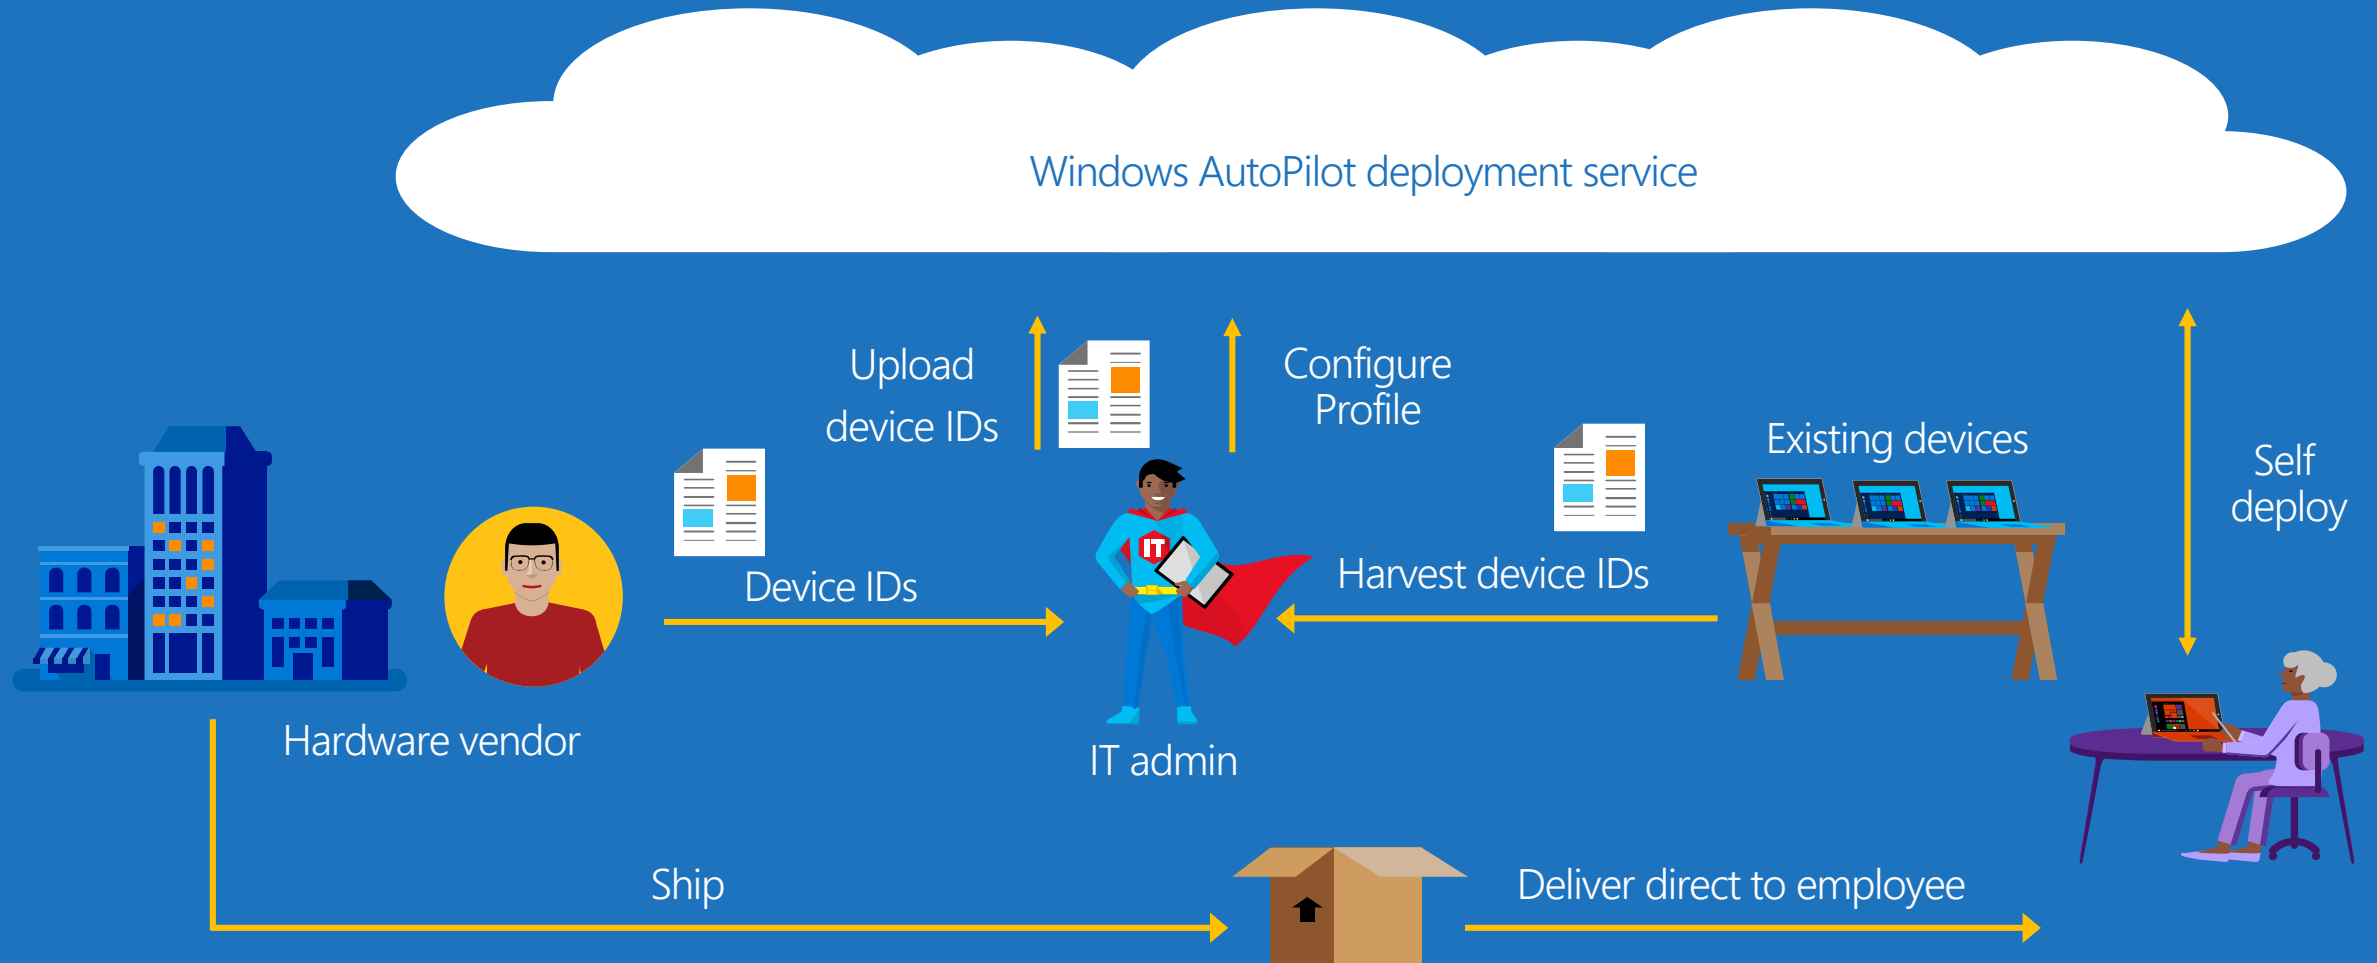 Windows AutoPilot deployment service
Upload
device IDs
Configure
Profile
Existing devices
Self
deploy
Device IDs
IT
Harvest device IDs
Hardware vendor
IT admin
Ship
Deliver direct to employee